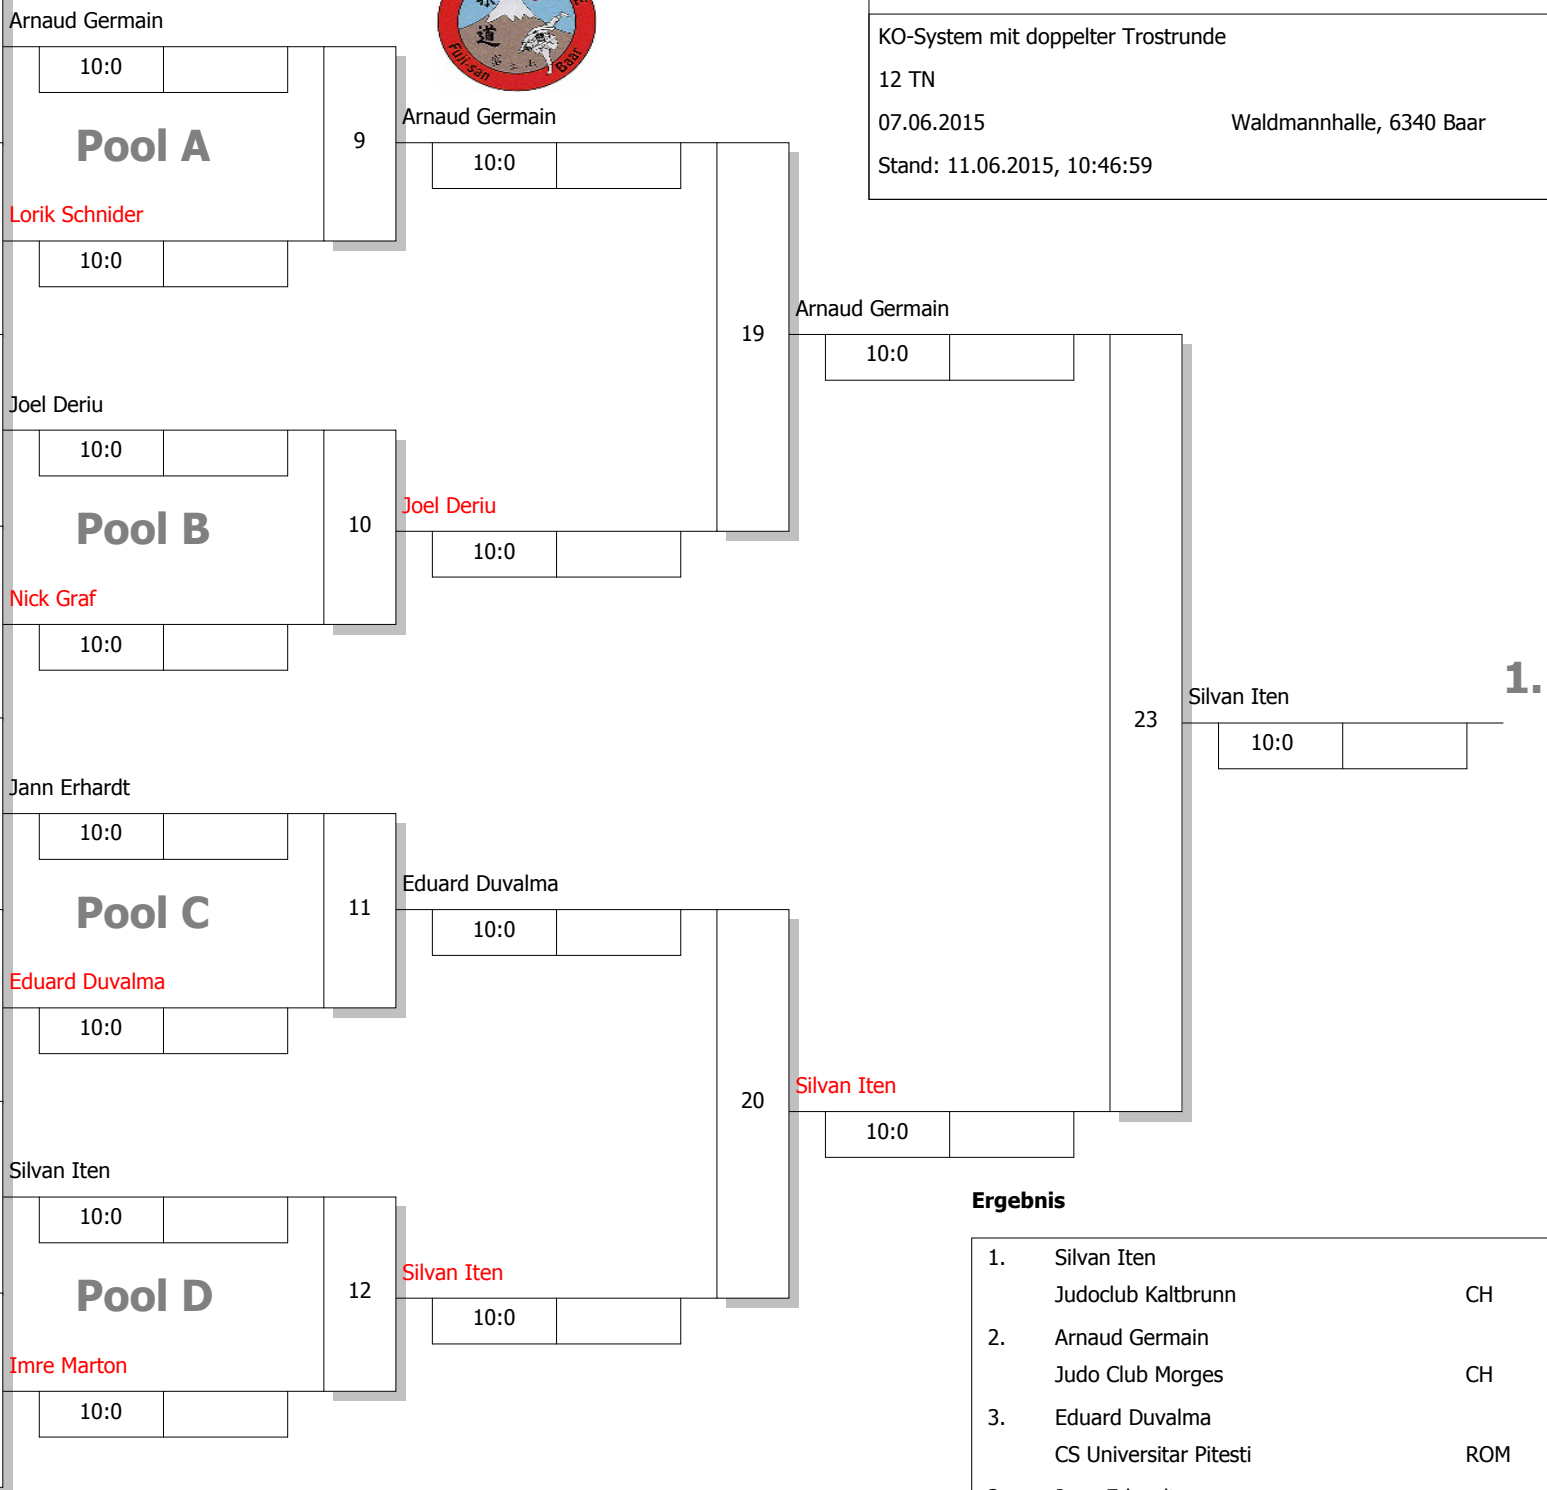 Arnaud Germain
10:0
Pool A
9
Lorik Schnider
10:0
道
Fuji-san
Baar
KO-System mit doppelter Trostrunde
12 TN
07.06.2015 Waldmannhalle, 6340 Baar
Stand: 11.06.2015, 10:46:59
Arnaud Germain
10:0
19
Arnaud Germain
10:0
Joel Deriu
10:0
Pool B
10
Nick Graf
10:0
Joel Deriu
10:0
23
Silvan Iten
1.
10:0
Jann Erhardt
10:0
Pool C
11
Eduard Duvalma
10:0
Eduard Duvalma
10:0
20
Silvan Iten
10:0
Silvan Iten
10:0
Pool D
12
Imre Marton
10:0
Silvan Iten
10:0
Ergebnis
1. Silvan Iten
Judoclub Kaltbrunn CH
2. Arnaud Germain
Judo Club Morges CH
3. Eduard Duvalma
CS Universitar Pitesti ROM